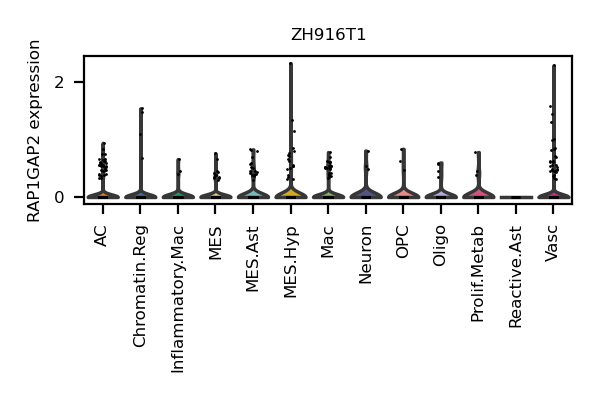 ZH916T1
RAP1GAP2 expression
2
0
AC
Chromatin.Reg
Inflammatory.Mac
MES
MES.Ast
MES.Hyp
Mac
Neuron
OPC
Oligo
Prolif.Metab
Reactive.Ast
Vasc